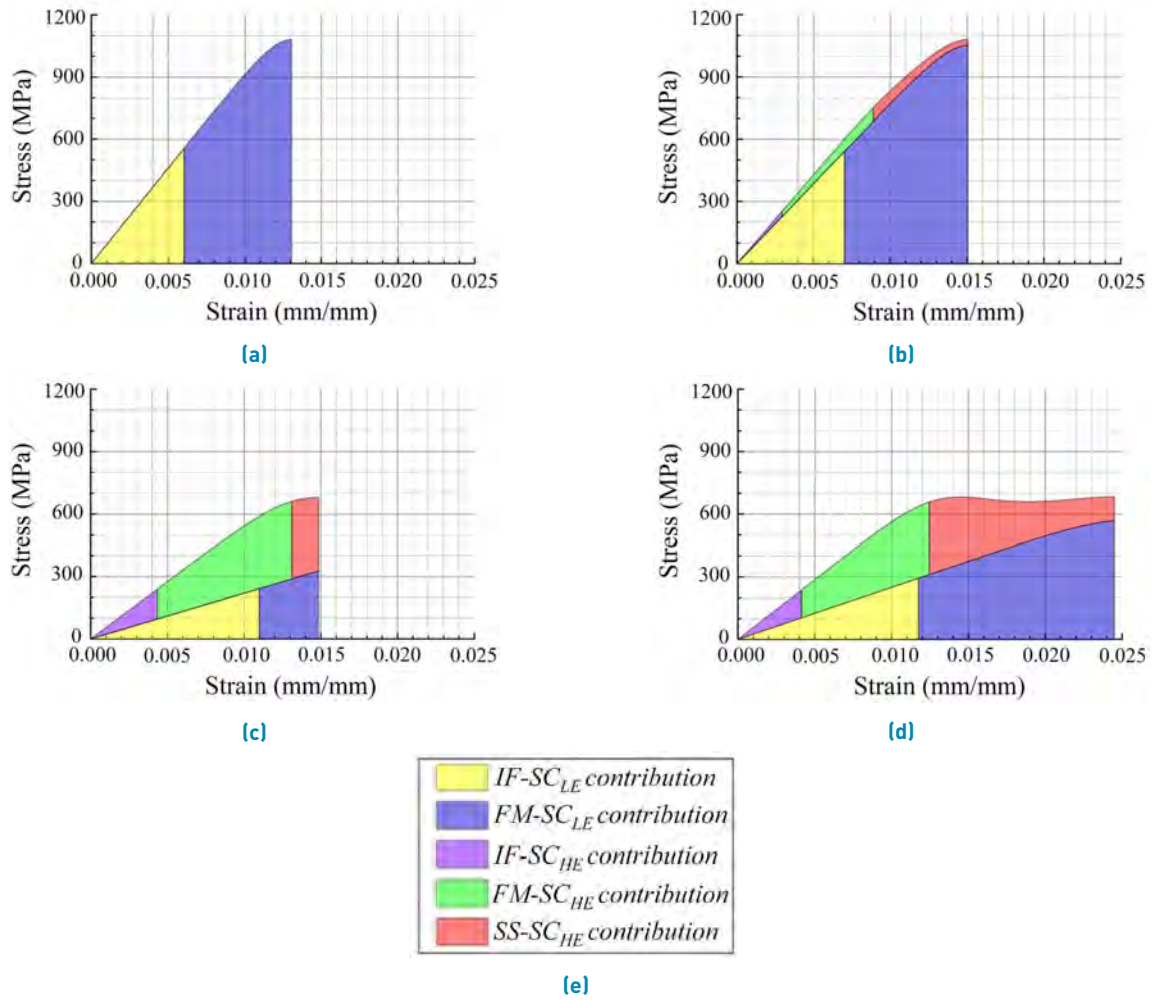 1200
900
600
300
0
Stress (MPa)
0.000 0.005 0.010 0.015 0.020 0.025
Strain (mm/mm)
(a)
1200
900
600
300
0
Stress (MPa)
0.000 0.005 0.010 0.015 0.020 0.025
Strain (mm/mm)
(b)
1200
900
600
300
0
Stress (MPa)
0.000 0.005 0.010 0.015 0.020 0.025
Strain (mm/mm)
(c)
1200
900
600
300
0
Stress (MPa)
0.000 0.005 0.010 0.015 0.020 0.025
Strain (mm/mm)
(d)
IF-SC_LE contribution
FM-SC_LE contribution
IF-SC_HE contribution
FM-SC_HE contribution
SS-SC_HE contribution
(e)